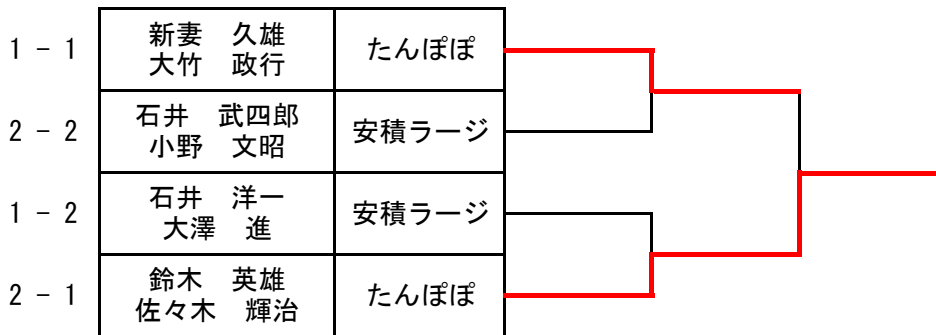 1 - 1 新妻　久雄 たんぽぽ
大竹　政行
2 - 2 石井　武四郎 安積ラージ
小野　文昭
1 - 2 石井　洋一 安積ラージ
大澤　進
2 - 1 鈴木　英雄 たんぽぽ
佐々木　輝治